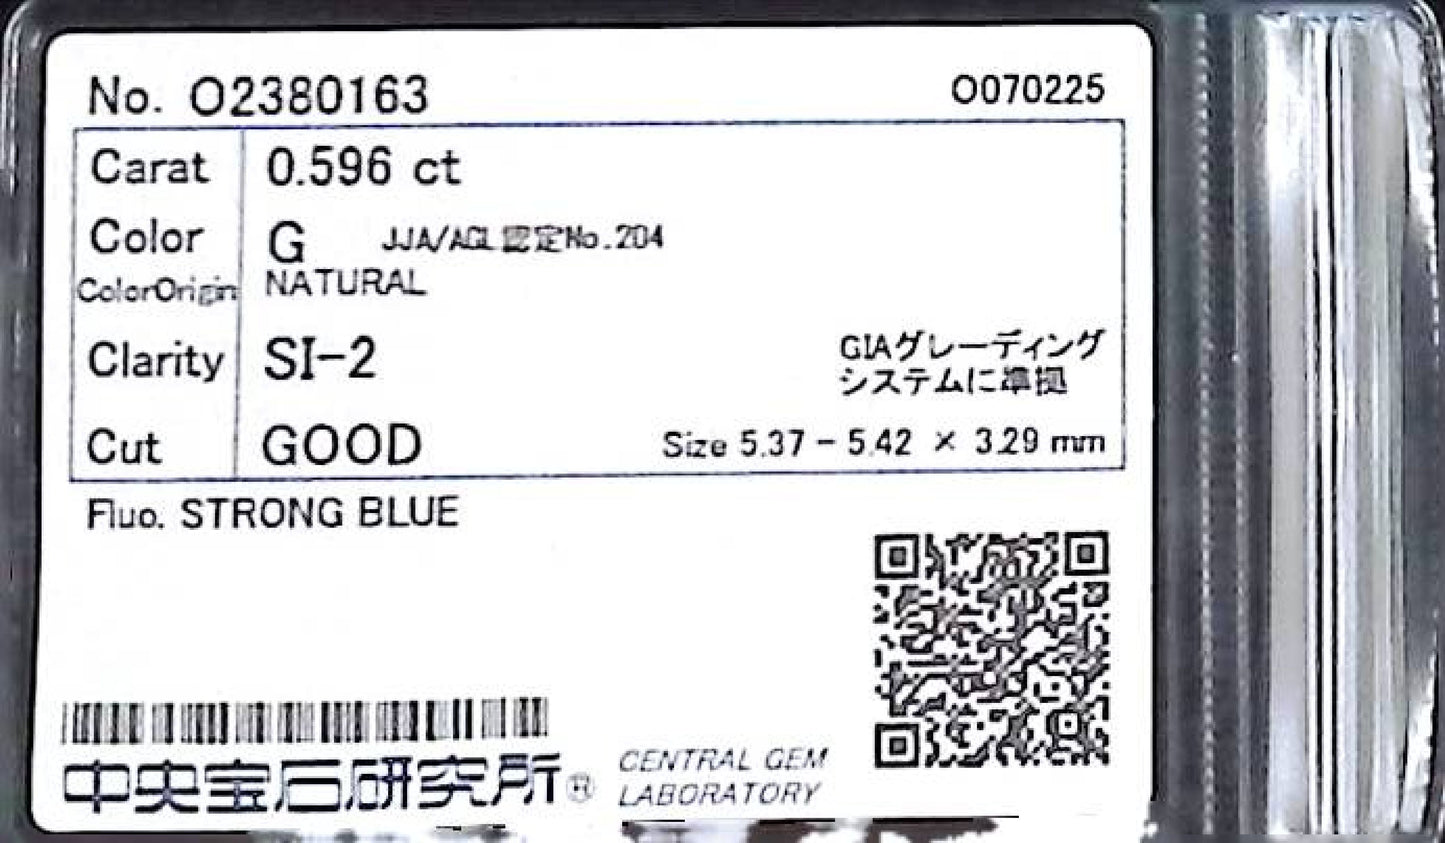 No. O2380163 O070225
Carat 0.596 ct
Color G JJA/AGL認定No.204
ColorOrigin NATURAL
Clarity SI-2 GIAグレーディング
システムに準拠
Cut GOOD Size 5.37 - 5.42 × 3.29 mm
Fluo. STRONG BLUE
中央宝石研究所® CENTRAL GEM
LABORATORY